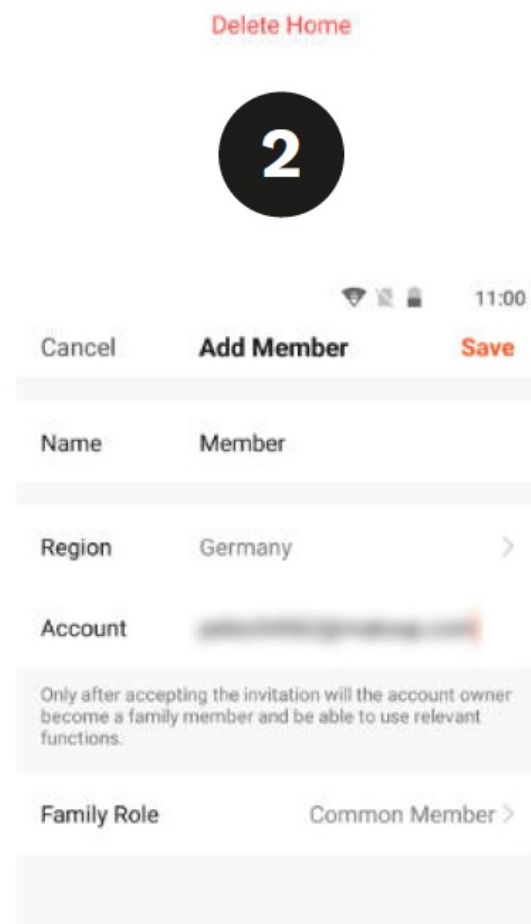 Delete Home
2
11:00
Cancel Add Member Save
Name Member
Region Germany
Account
Only after accepting the invitation will the account owner
become a family member and be able to use relevant
functions.
Family Role Common Member